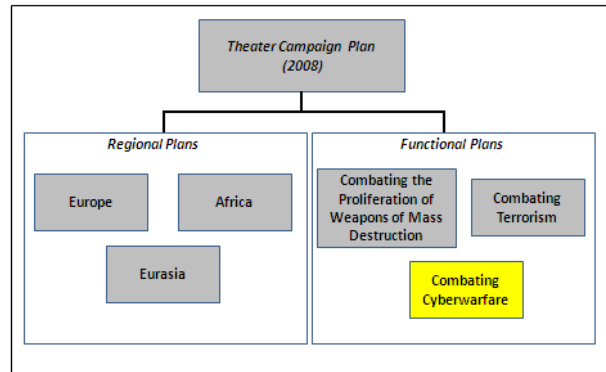 Theater Campaign Plan
(2008)
Regional Plans
Europe
Africa
Eurasia
Functional Plans
Combating the
Proliferation of
Weapons of Mass
Destruction
Combating
Terrorism
Combating
Cyberwarfare